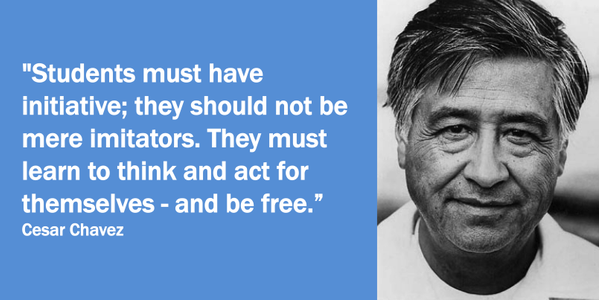 "Students must have
initiative; they should not be
mere imitators. They must
learn to think and act for
themselves - and be free.”
Cesar Chavez